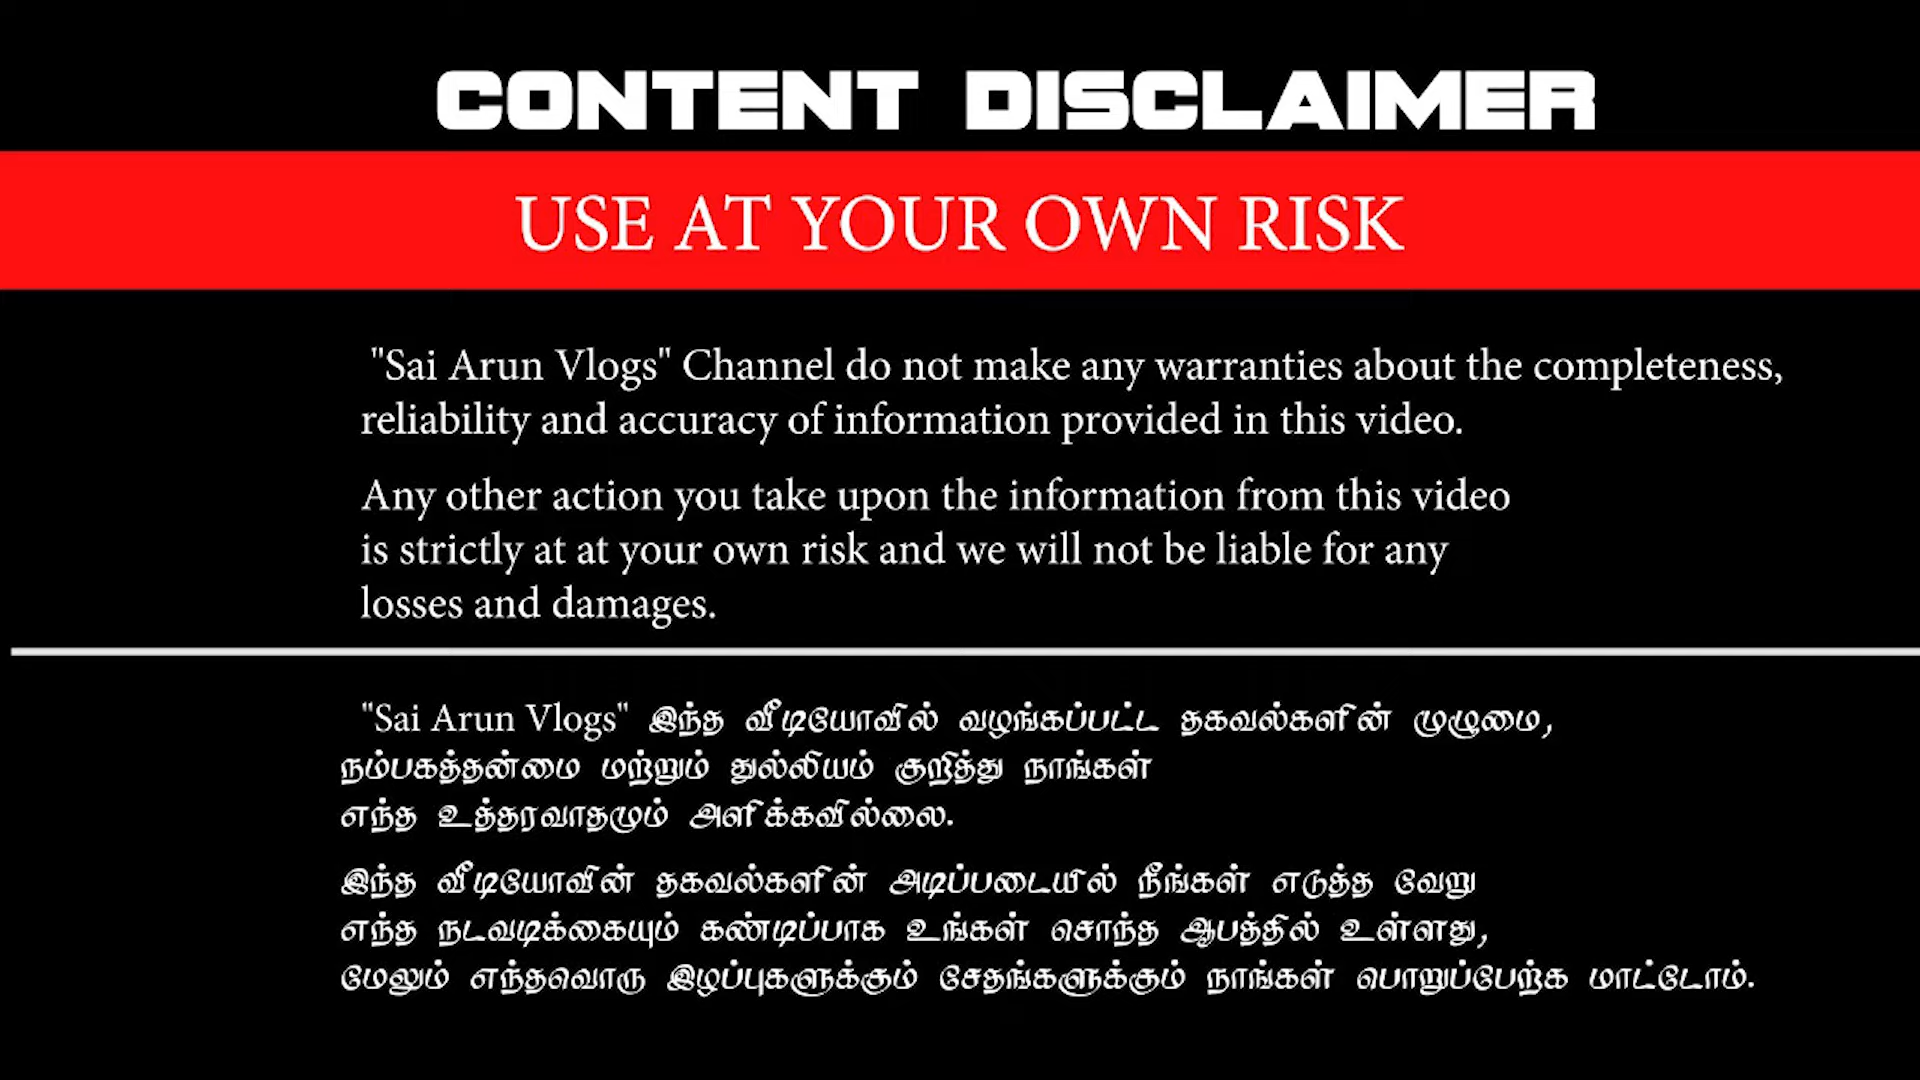 CONTENT DISCLAIMER
USE AT YOUR OWN RISK
"Sai Arun Vlogs" Channel do not make any warranties about the completeness,
reliability and accuracy of information provided in this video.
Any other action you take upon the information from this video
is strictly at at your own risk and we will not be liable for any
losses and damages.
"Sai Arun Vlogs" இந்த வீடியோவில் வழங்கப்பட்ட தகவல்களின் முழுமை,
நம்பகத்தன்மை மற்றும் துல்லியம் குறித்து நாங்கள்
எந்த உத்தரவாதமும் அளிக்கவில்லை.
இந்த வீடியோவின் தகவல்களின் அடிப்படையில் நீங்கள் எடுத்த வேறு
எந்த நடவடிக்கையும் கண்டிப்பாக உங்கள் சொந்த ஆபத்தில் உள்ளது,
மேலும் எந்தவொரு இழப்புகளுக்கும் சேதங்களுக்கும் நாங்கள் பொறுப்பேற்க மாட்டோம்.